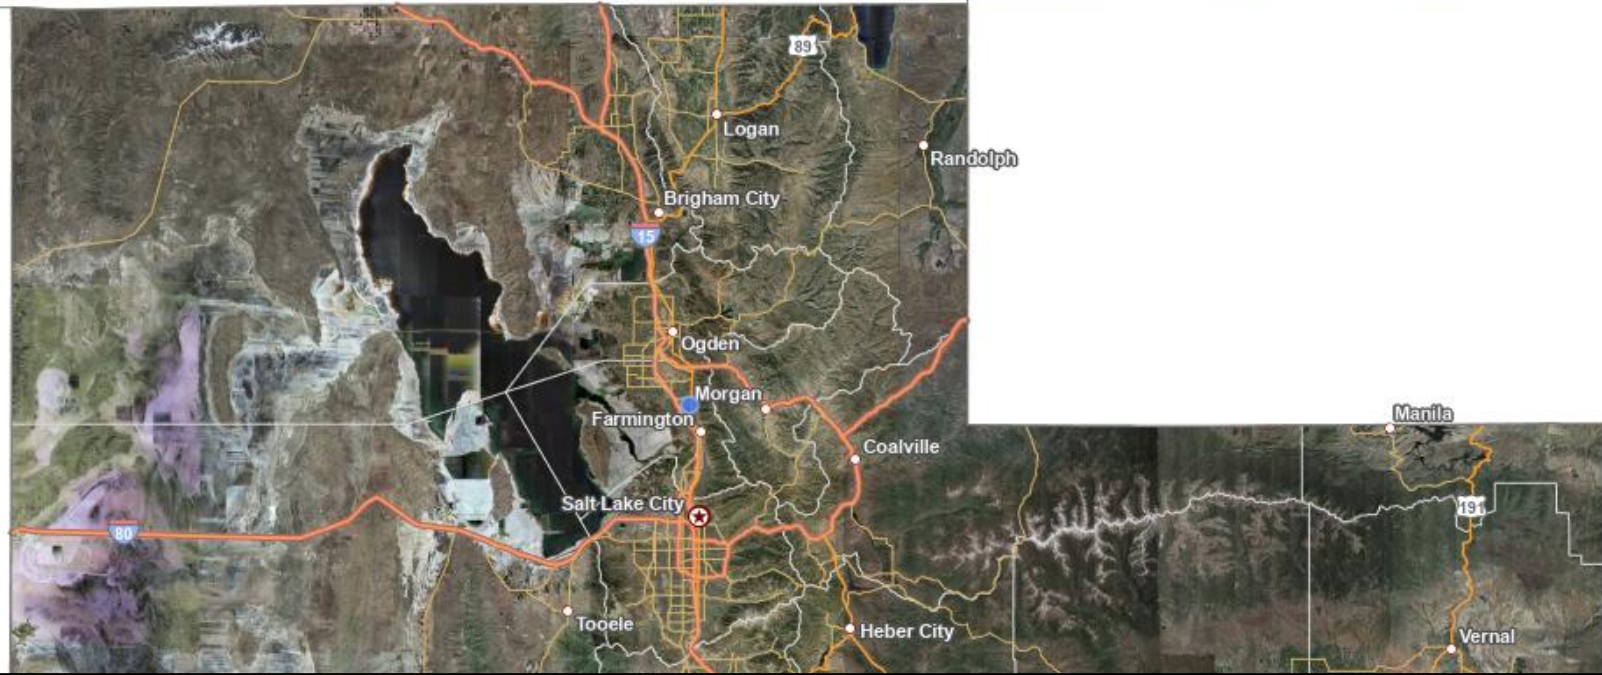 89
Logan
Randolph
Brigham City
15
Ogden
Morgan
Farmington
Manila
Coalville
Salt Lake City
191
80
Tooele
Heber City
Vernal